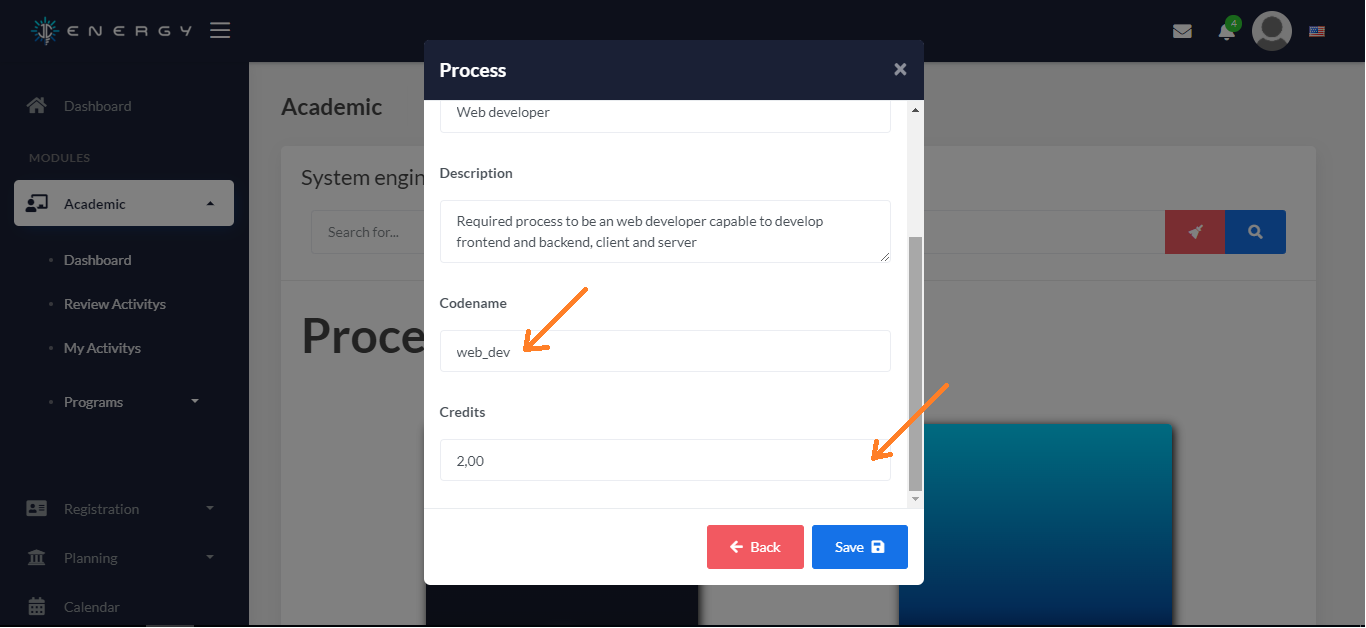 ENERGY
4
Dashboard
MODULES
Academic
Dashboard
Review Activitys
My Activitys
Programs
Registration
Planning
Calendar
Academic
System engin
Search for...
Proce
Process
×
Web developer
Description
Required process to be an web developer capable to develop
frontend and backend, client and server
Codename
web_dev
Credits
2,00
Back
Save